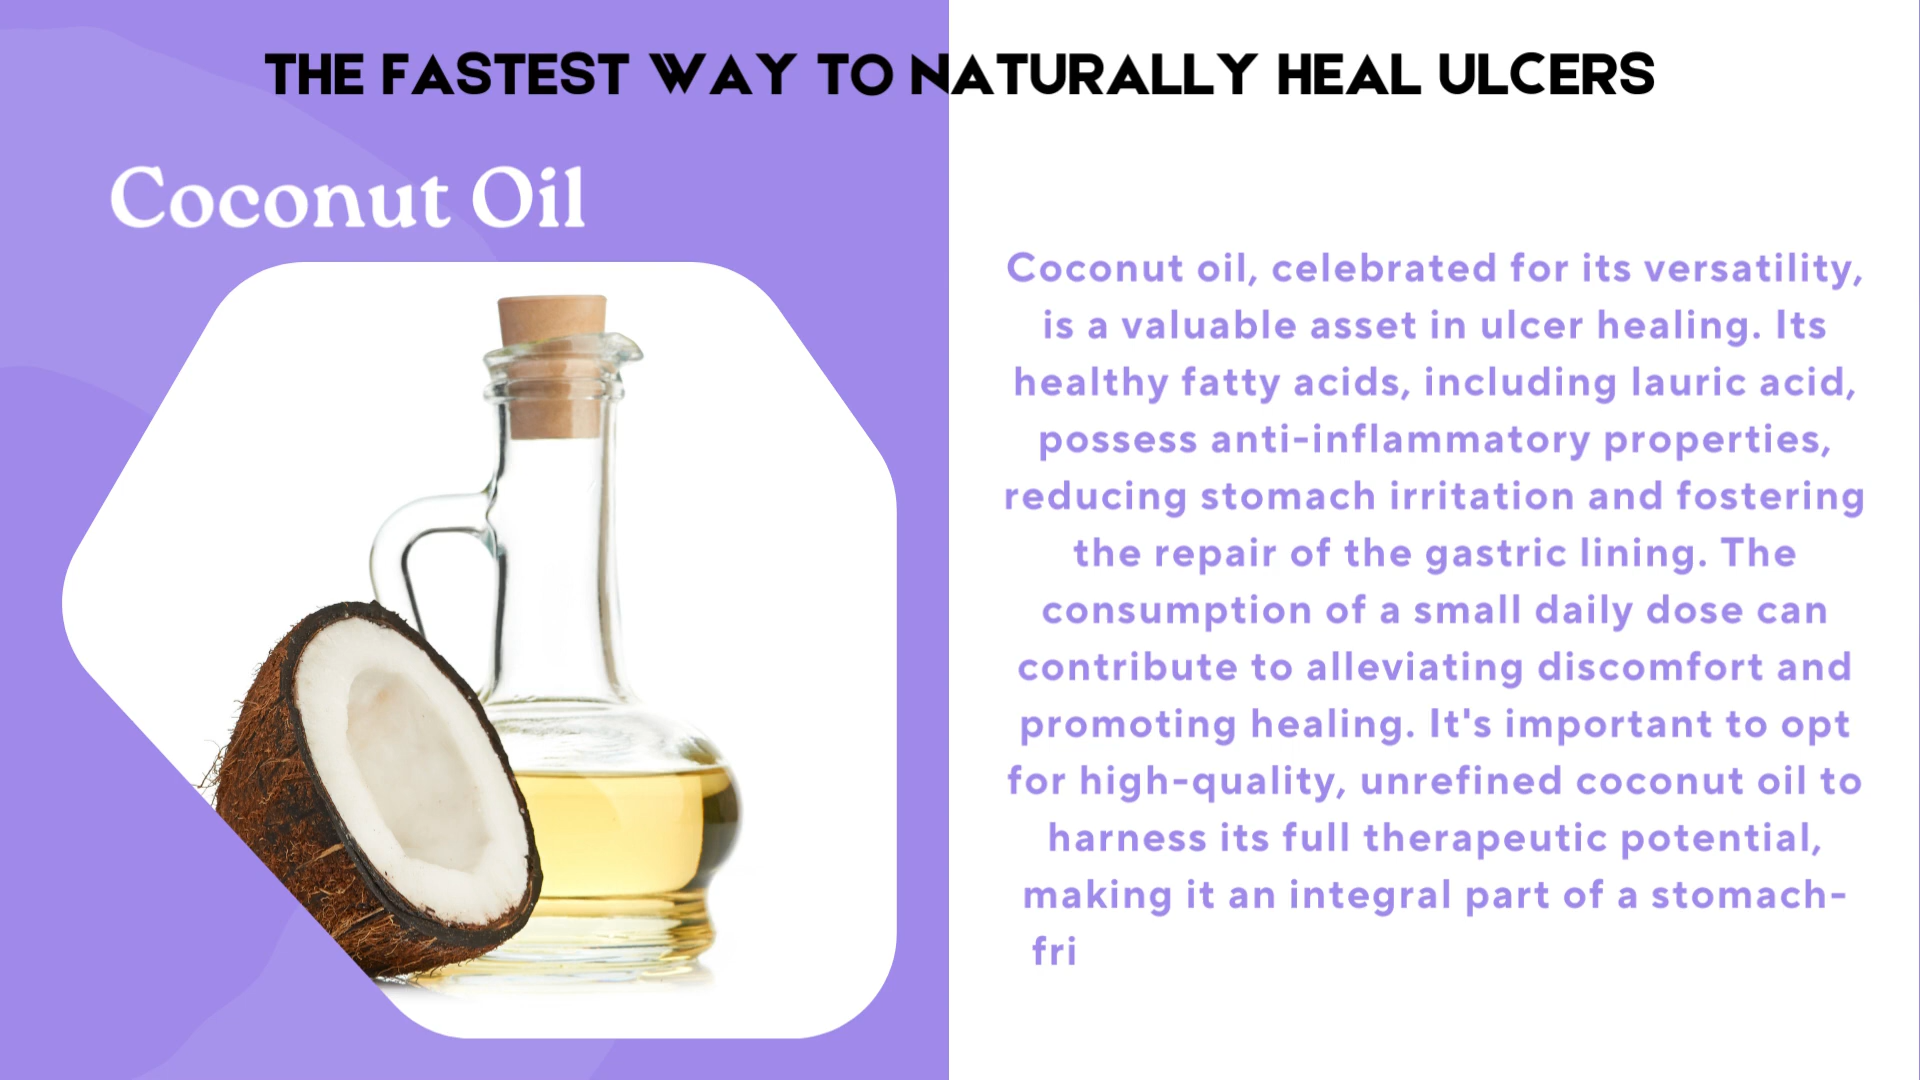 THE FASTEST WAY TO NATURALLY HEAL ULCERS
Coconut Oil
Coconut oil, celebrated for its versatility,
is a valuable asset in ulcer healing. Its
healthy fatty acids, including lauric acid,
possess anti-inflammatory properties,
reducing stomach irritation and fostering
the repair of the gastric lining. The
consumption of a small daily dose can
contribute to alleviating discomfort and
promoting healing. It's important to opt
for high-quality, unrefined coconut oil to
harness its full therapeutic potential,
making it an integral part of a stomach-
fri